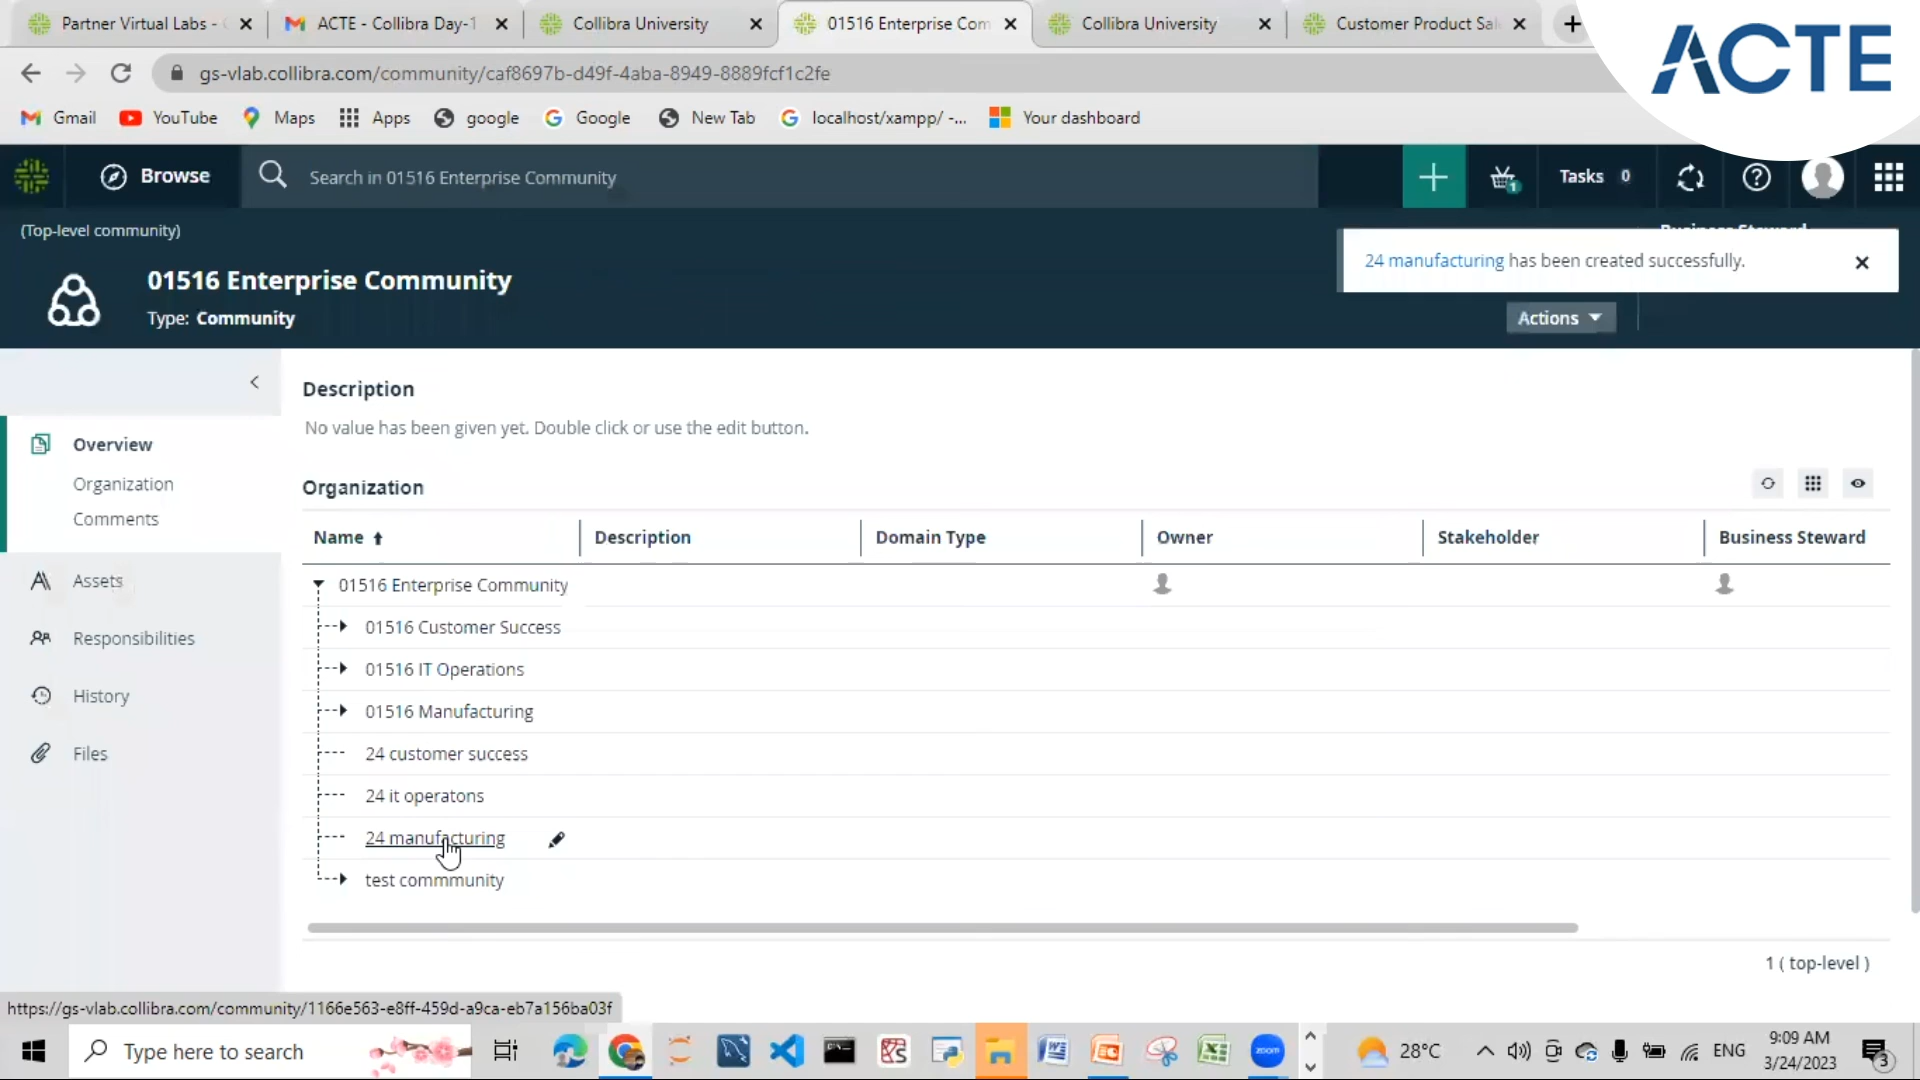 Partner Virtual Labs -
ACTE - Collibra Day-1
Collibra University
01516 Enterprise Com
Collibra University
Customer Product Sal
ACTE
gs-vlab.collibra.com/community/caf8697b-d49f-4aba-8949-8889fcf1c2fe
Gmail
YouTube
Maps
Apps
google
Google
New Tab
localhost/xampp/ -...
Your dashboard
Browse
Search in 01516 Enterprise Community
1
Tasks 0
(Top-level community)
Business Steward
01516 Enterprise Community
Type: Community
24 manufacturing has been created successfully.
Actions
Description
No value has been given yet. Double click or use the edit button.
Overview
Organization
Comments
Assets
Responsibilities
History
Files
Organization
Name Description Domain Type Owner Stakeholder Business Steward
01516 Enterprise Community
01516 Customer Success
01516 IT Operations
01516 Manufacturing
24 customer success
24 it operatons
24 manufacturing
test commmunity
1 ( top-level )
https://gs-vlab.collibra.com/community/1166e563-e8ff-459d-a9ca-eb7a156ba03f
Type here to search
zoom
28°C
ENG
9:09 AM
3/24/2023
3